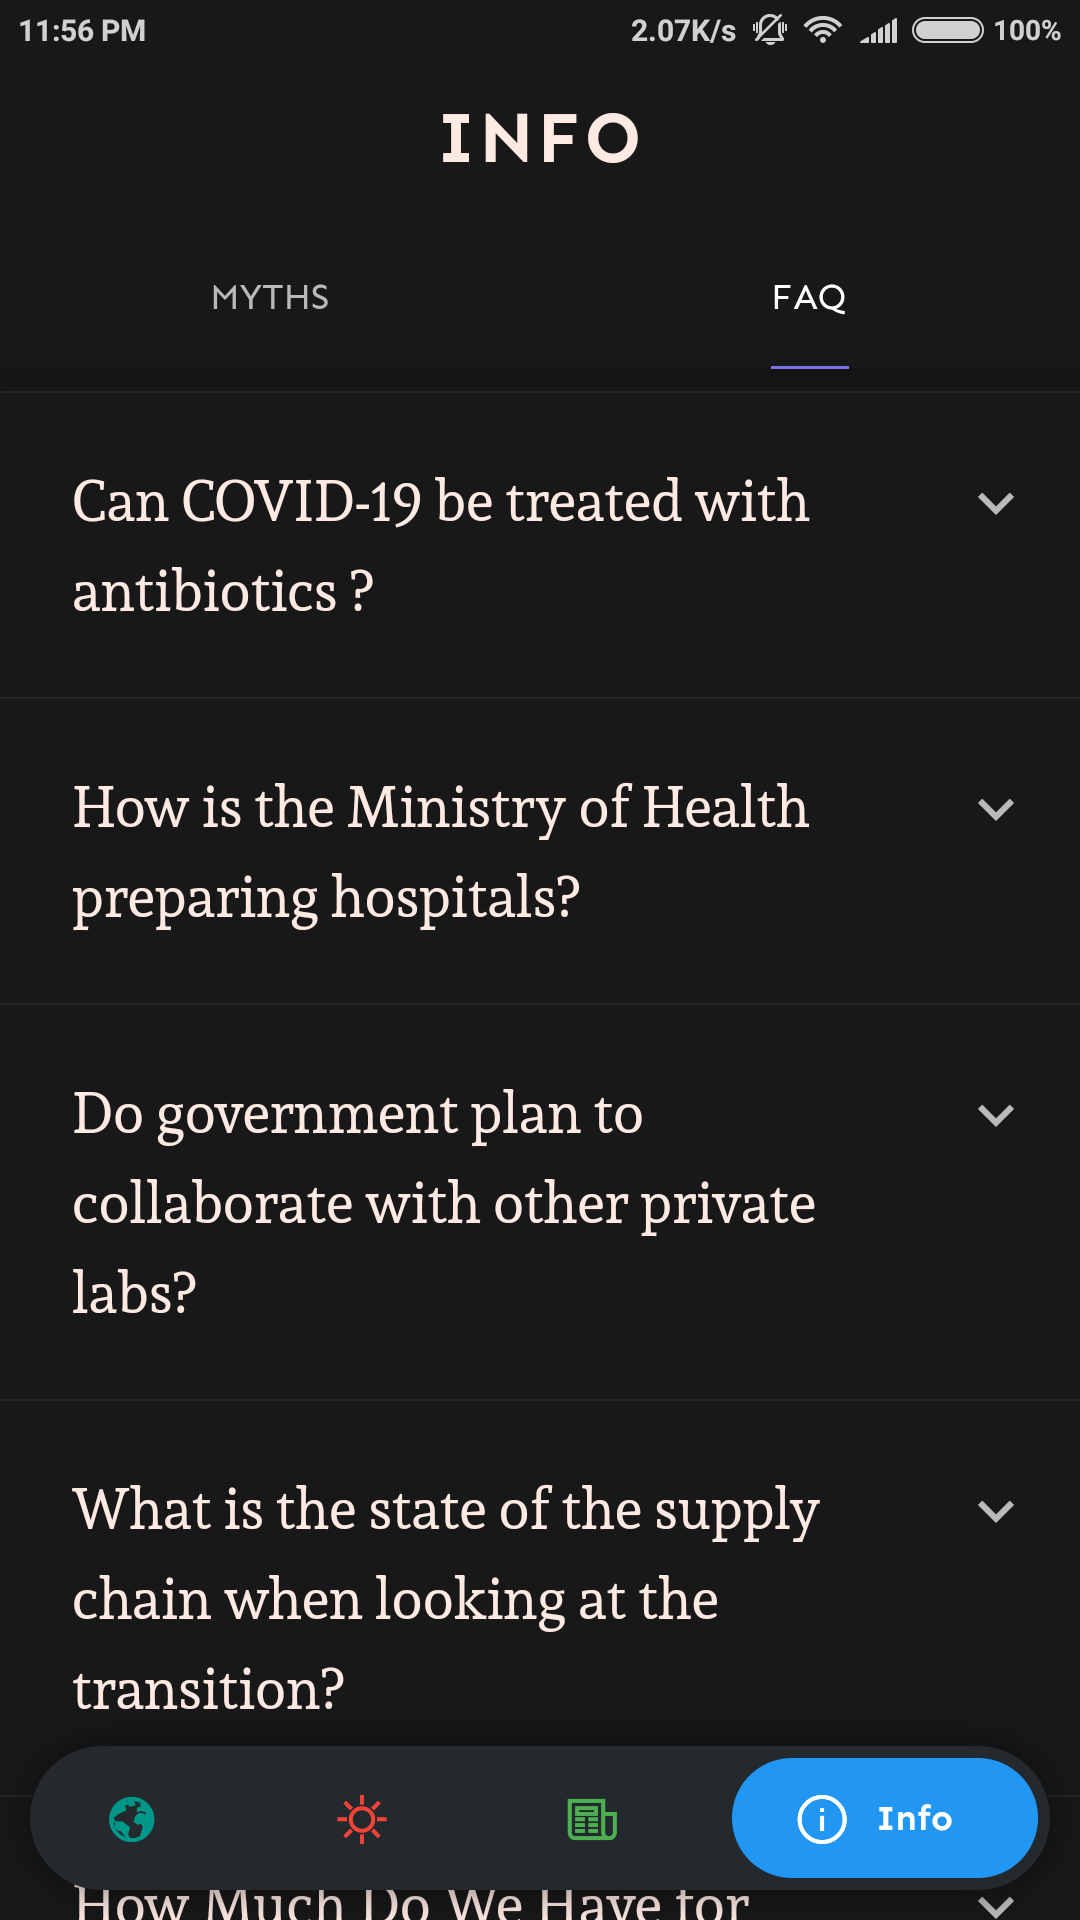 11:56 PM 2.07K/s 100%
INFO
MYTHS FAQ
Can COVID-19 be treated with
antibiotics ?
How is the Ministry of Health
preparing hospitals?
Do government plan to
collaborate with other private
labs?
What is the state of the supply
chain when looking at the
transition?
Info
How Much Do We Have for